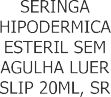 SERINGA
HIPODERMICA
ESTERIL SEM
AGULHA LUER
SLIP 20ML, SR